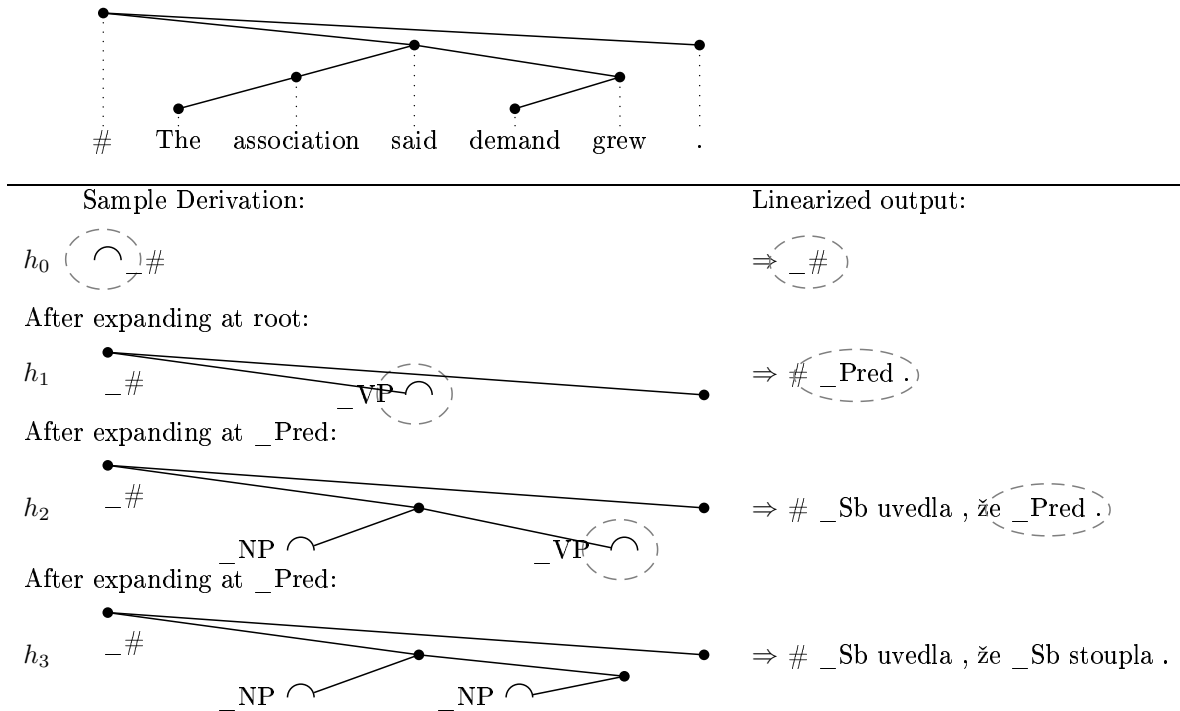 # The association said demand grew .
Sample Derivation: Linearized output:
h0 _# ⇒ _#
After expanding at root:
h1 _# _VP ⇒ # _Pred .
After expanding at _Pred:
h2 _# _NP _VP ⇒ # _Sb uvedla , že _Pred .
After expanding at _Pred:
h3 _# _NP _NP ⇒ # _Sb uvedla , že _Sb stoupla .